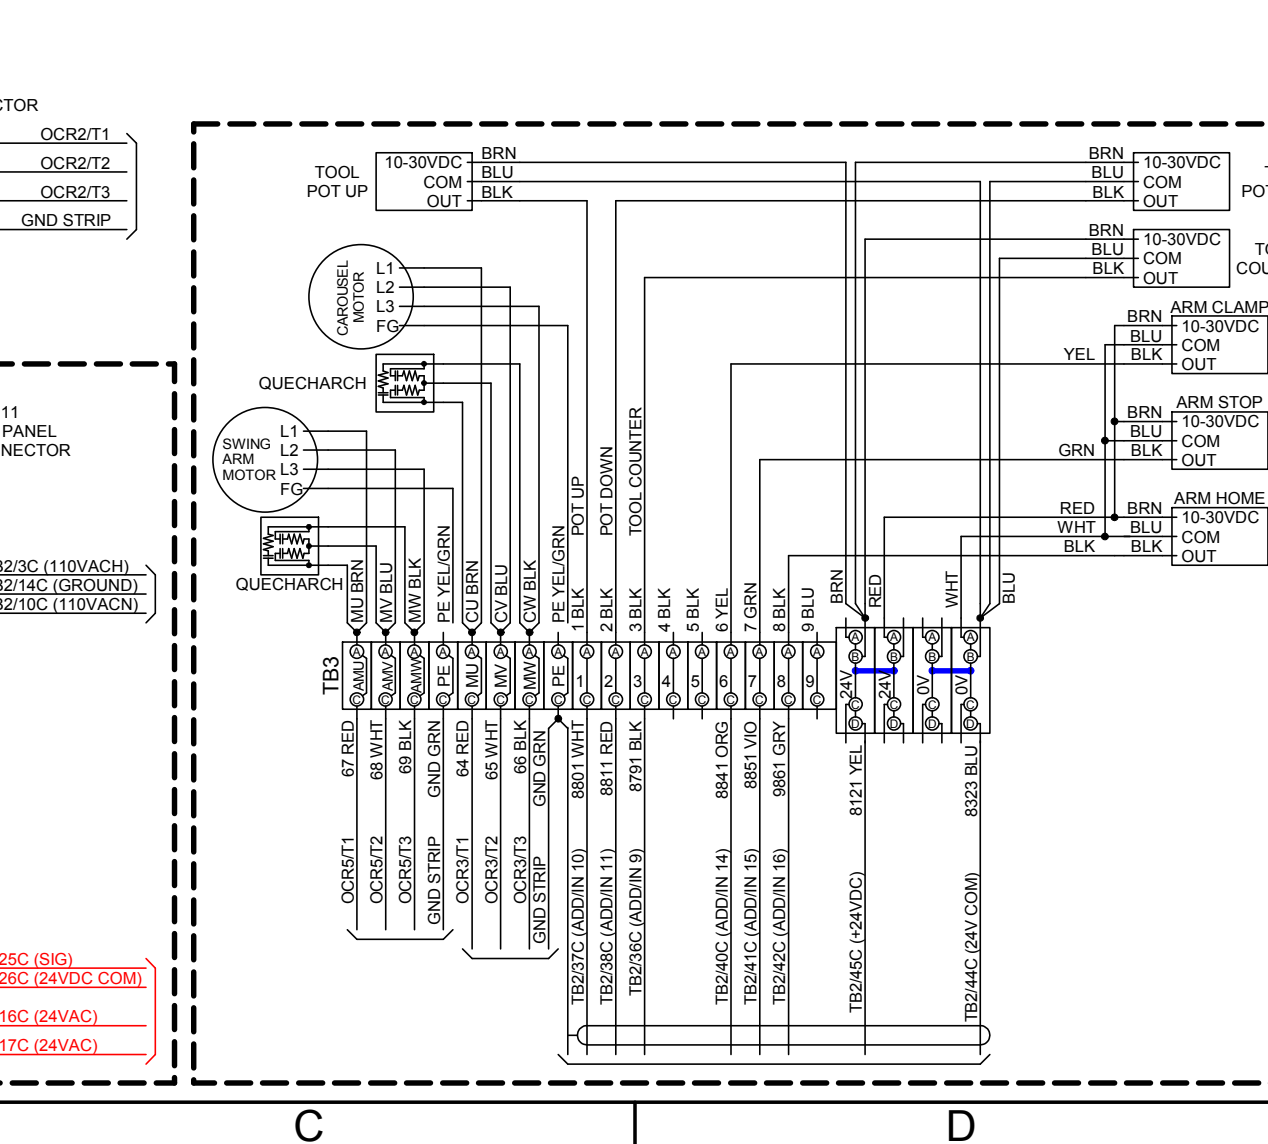 CTOR
OCR2/T1
OCR2/T2
OCR2/T3
GND STRIP
11
PANEL
NECTOR
32/3C (110VACH)
32/14C (GROUND)
32/10C (110VACN)
25C (SIG)
26C (24VDC COM)
16C (24VAC)
17C (24VAC)
TOOL
POT UP
10-30VDC
COM
OUT
BRN
BLU
BLK
CAROUSEL
MOTOR
L1
L2
L3
FG
QUECHARCH
SWING
ARM
MOTOR
L1
L2
L3
FG
QUECHARCH
BRN
BLU
BLK
10-30VDC
COM
OUT
POT
BRN
BLU
BLK
10-30VDC
COM
OUT
TO
COU
ARM CLAMP
BRN
BLU
YEL BLK
10-30VDC
COM
OUT
ARM STOP
BRN
BLU
GRN BLK
10-30VDC
COM
OUT
ARM HOME
RED BRN
WHT BLU
BLK BLK
10-30VDC
COM
OUT
MU BRN
MV BLU
MW BLK
PE YEL/GRN
CU BRN
CV BLU
CW BLK
PE YEL/GRN
1 BLK POT UP
2 BLK POT DOWN
3 BLK TOOL COUNTER
4 BLK
5 BLK
6 YEL
7 GRN
8 BLK
9 BLU
BRN
RED
WHT
BLU
TB3
A A A A A A A A A A A A A A A A A
AMU AMV AMW PE MU MV MW PE 1 2 3 4 5 6 7 8 9
C C C C C C C C C C C C C C C C C
A A A A
B B B B
24V 24V 0V 0V
C C C C
D D D D
67 RED
68 WHT
69 BLK
GND GRN
64 RED
65 WHT
66 BLK
GND GRN
8801 WHT
8811 RED
8791 BLK
8841 ORG
8851 VIO
9861 GRY
8121 YEL
8323 BLU
OCR5/T1
OCR5/T2
OCR5/T3
GND STRIP
OCR3/T1
OCR3/T2
OCR3/T3
GND STRIP
TB2/37C (ADD/IN 10)
TB2/38C (ADD/IN 11)
TB2/36C (ADD/IN 9)
TB2/40C (ADD/IN 14)
TB2/41C (ADD/IN 15)
TB2/42C (ADD/IN 16)
TB2/45C (+24VDC)
TB2/44C (24V COM)
C
D